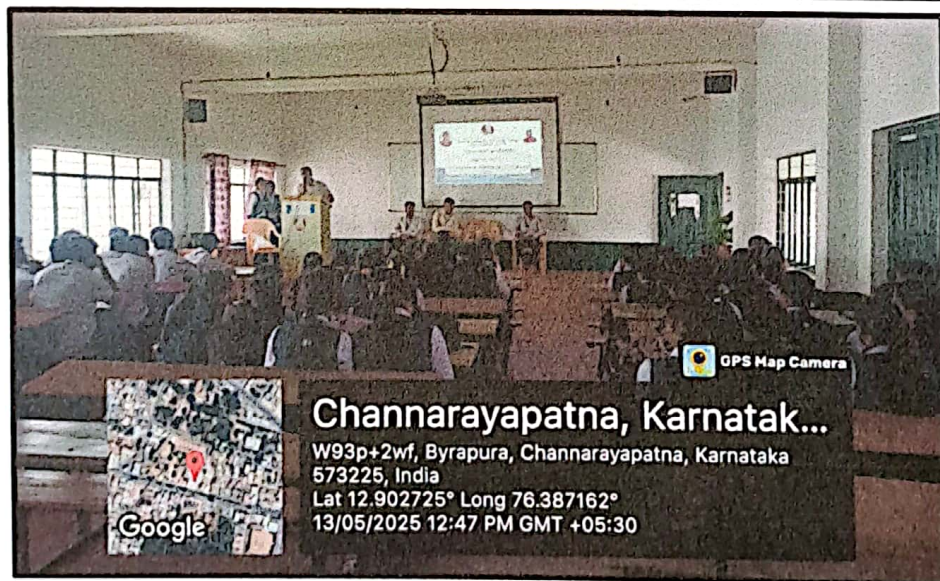 GPS Map Camera
Channarayapatna, Karnatak...
W93p+2wf, Byrapura, Channarayapatna, Karnataka
573225, India
Lat 12.902725° Long 76.387162°
13/05/2025 12:47 PM GMT +05:30
Google